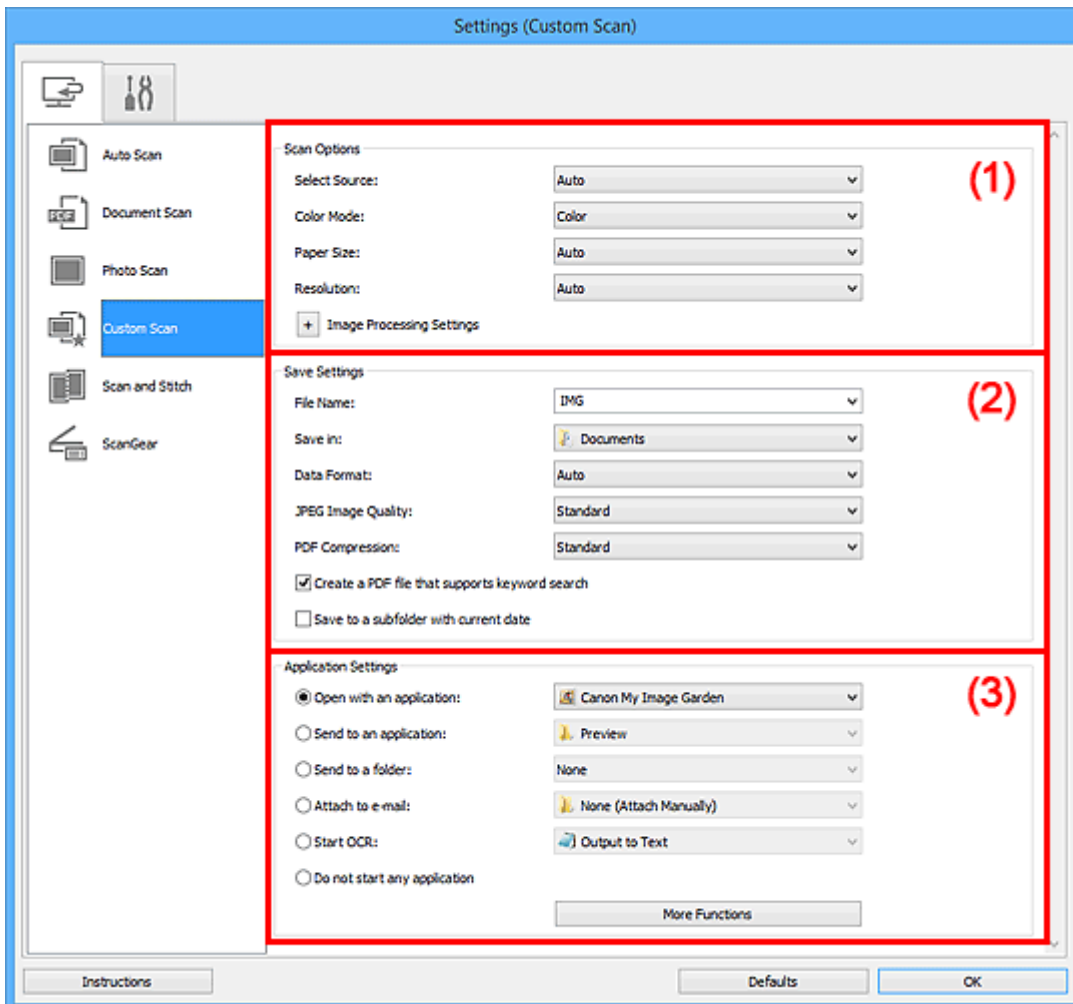 Settings (Custom Scan)
Auto Scan
Document Scan
Photo Scan
Custom Scan
Scan and Stitch
ScanGear
Scan Options
(1)
Select Source: Auto
Color Mode: Color
Paper Size: Auto
Resolution: Auto
+ Image Processing Settings
Save Settings
(2)
File Name: IMG
Save in: Documents
Data Format: Auto
JPEG Image Quality: Standard
PDF Compression: Standard
Create a PDF file that supports keyword search
Save to a subfolder with current date
Application Settings
(3)
Open with an application: Canon My Image Garden
Send to an application: Preview
Send to a folder: None
Attach to e-mail: None (Attach Manually)
Start OCR: Output to Text
Do not start any application
More Functions
Instructions Defaults OK